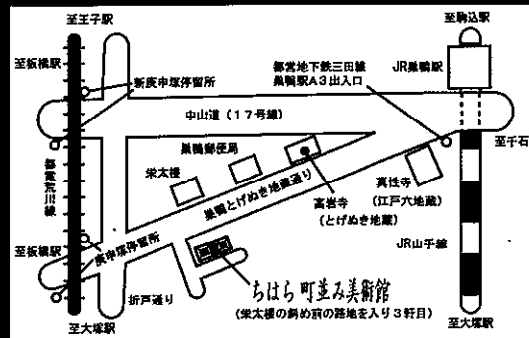 至王子駅
至駒込駅
至板橋駅
新庚申塚停留所
都営地下鉄三田線
巣鴨駅A3出入口
JR巣鴨駅
中山道(17号線)
至千石
巣鴨郵便局
栄太楼
都電荒川線
巣鴨とげぬき地蔵通り
高岩寺
(とげぬき地蔵)
真性寺
(江戸六地蔵)
至板橋駅
庚申塚停留所
JR山手線
折戸通り
ちはら 町並み美術館
(栄太楼の斜め前の路地を入り3軒目)
至大塚駅
至大塚駅